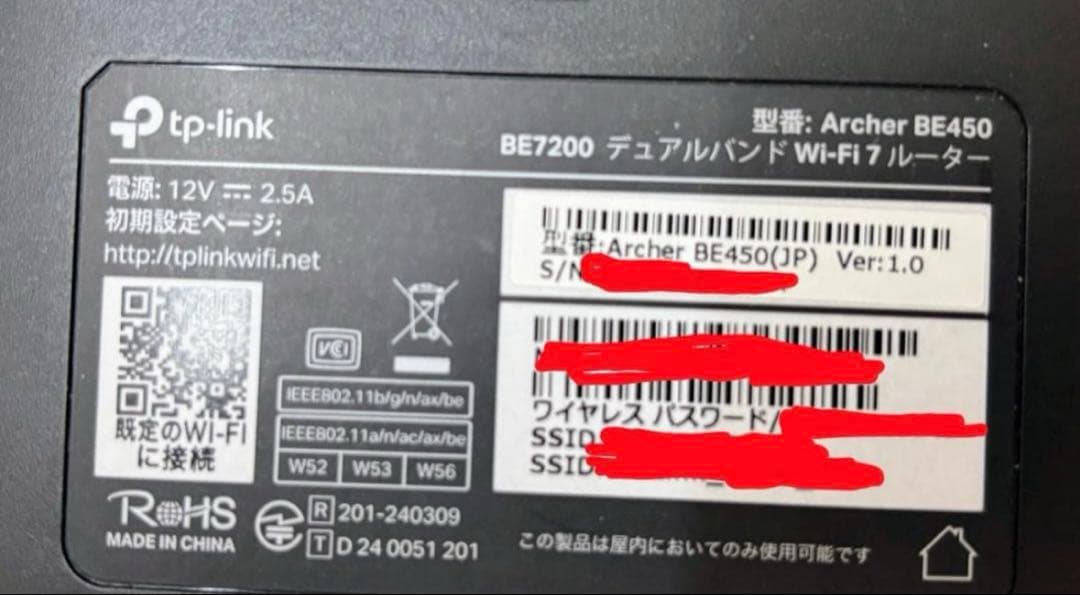 tp-link
型番: Archer BE450
BE7200 デュアルバンド Wi-Fi 7 ルーター
電源: 12V ⎓ 2.5A
初期設定ページ:
http://tplinkwifi.net
型番:Archer BE450(JP) Ver:1.0
S/N
ワイヤレス パスワード/
SSID
SSID
既定のWI-FI
に接続
VCCI
IEEE802.11b/g/n/ax/be
IEEE802.11a/n/ac/ax/be
W52 W53 W56
RoHS
MADE IN CHINA
R 201-240309
T D 24 0051 201
この製品は屋内においてのみ使用可能です